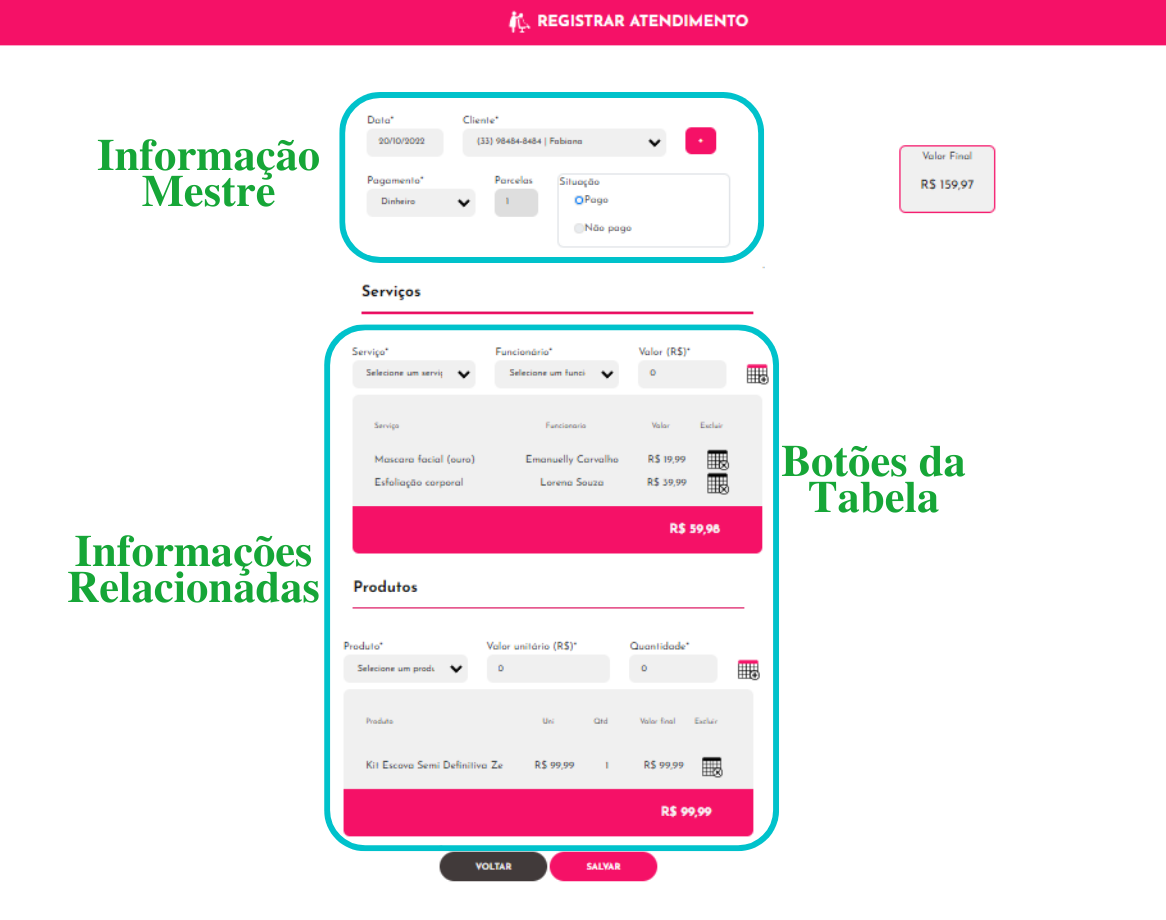 REGISTRAR ATENDIMENTO
Informação
Mestre
Data* Cliente*
20/10/2022 (33) 98484-8484 | Fabiana +
Pagamento* Parcelas Situação
Dinheiro 1 Pago
Não pago
Valor Final
R$ 159,97
Serviços
Serviço* Funcionário* Valor (R$)*
Selecione um serviç Selecione um funci 0
Serviço Funcionario Valor Excluir
Mascara facial (ouro) Emanuelly Carvalho R$ 19,99
Esfoliação corporal Lorena Souza R$ 39,99
R$ 59,98
Botões da
Tabela
Informações
Relacionadas
Produtos
Produto* Valor unitário (R$)* Quantidade*
Selecione um produ 0 0
Produto Uni Qtd Valor final Excluir
Kit Escova Semi Definitiva Ze R$ 99,99 1 R$ 99,99
R$ 99,99
VOLTAR SALVAR